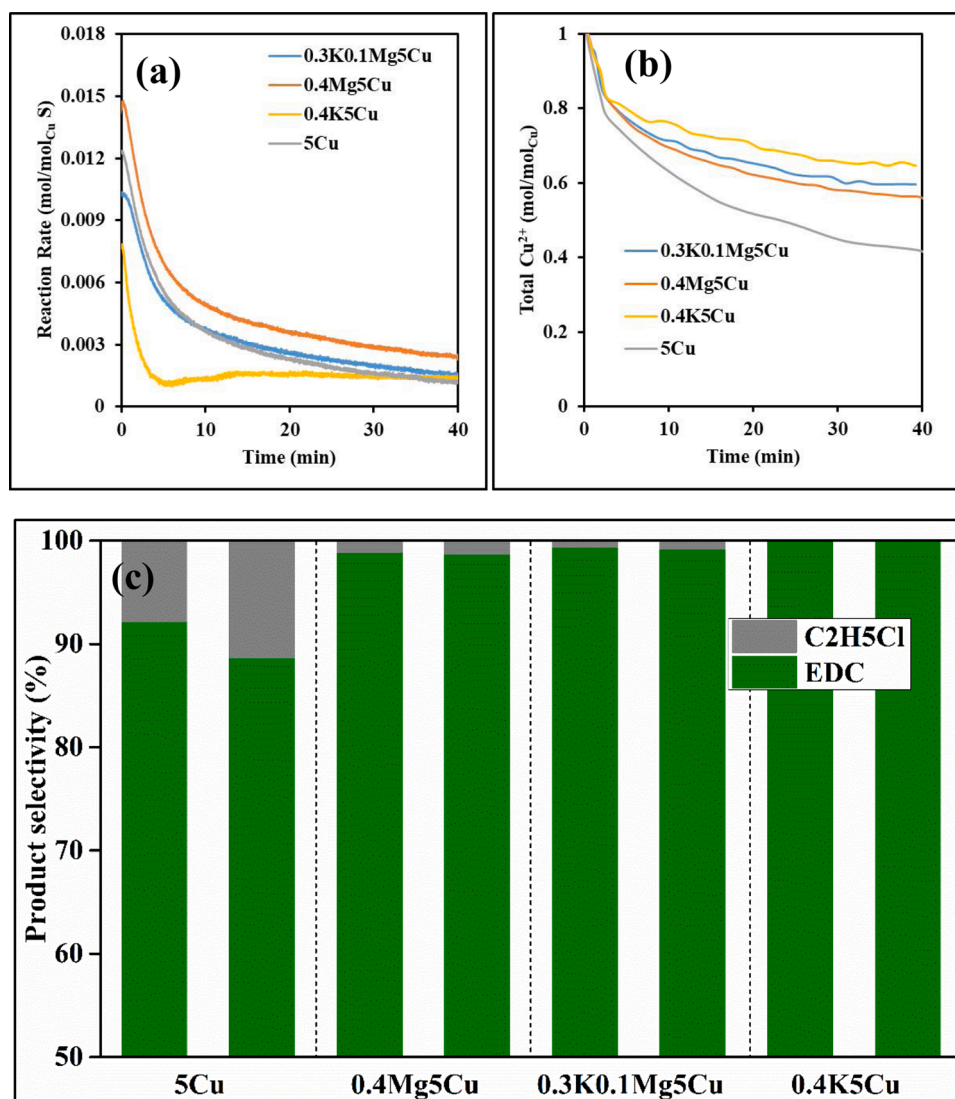 (a)
0.3K0.1Mg5Cu
0.4Mg5Cu
0.4K5Cu
5Cu
Reaction Rate (mol/molCu S)
0.018
0.015
0.012
0.009
0.006
0.003
0
0 10 20 30 40
Time (min)
(b)
Total Cu2+ (mol/molCu)
1
0.8
0.6
0.4
0.2
0
0.3K0.1Mg5Cu
0.4Mg5Cu
0.4K5Cu
5Cu
0 10 20 30 40
Time (min)
(c)
Product selectivity (%)
100
90
80
70
60
50
C2H5Cl
EDC
5Cu 0.4Mg5Cu 0.3K0.1Mg5Cu 0.4K5Cu